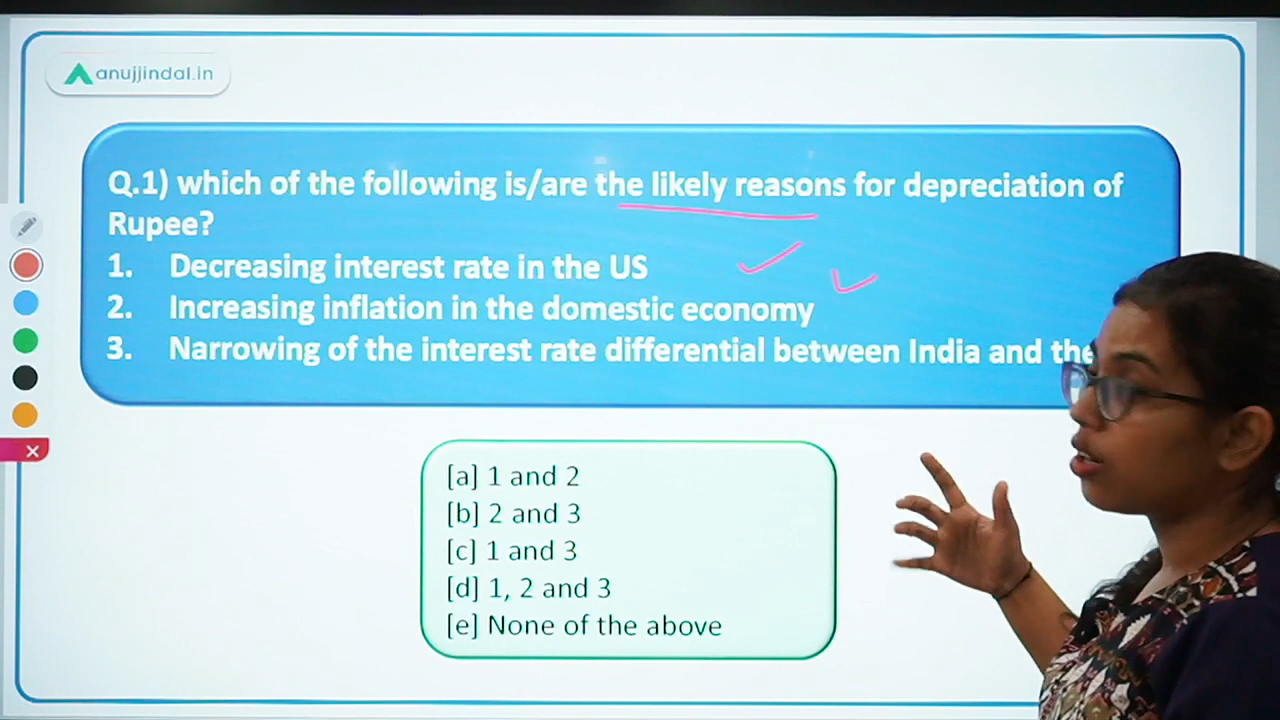 anujjindal.in
Q.1) which of the following is/are the likely reasons for depreciation of
Rupee?
1. Decreasing interest rate in the US
2. Increasing inflation in the domestic economy
3. Narrowing of the interest rate differential between India and the
[a] 1 and 2
[b] 2 and 3
[c] 1 and 3
[d] 1, 2 and 3
[e] None of the above